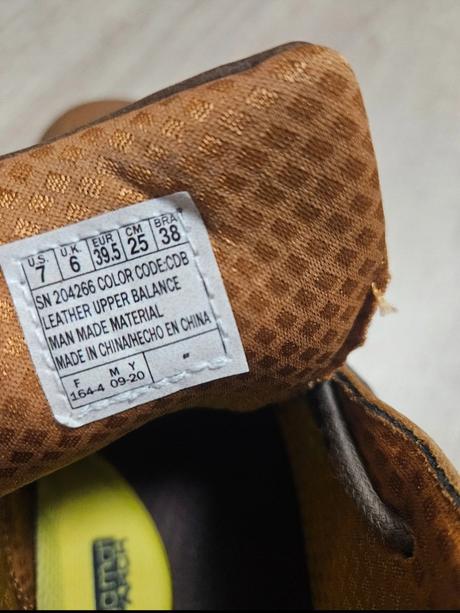 U.S. U.K. EUR CM BRA
7 6 39.5 25 38
SN 204266 COLOR CODE:CDB
LEATHER UPPER BALANCE
MAN MADE MATERIAL
MADE IN CHINA/HECHO EN CHINA
F M Y
164-4 09-20